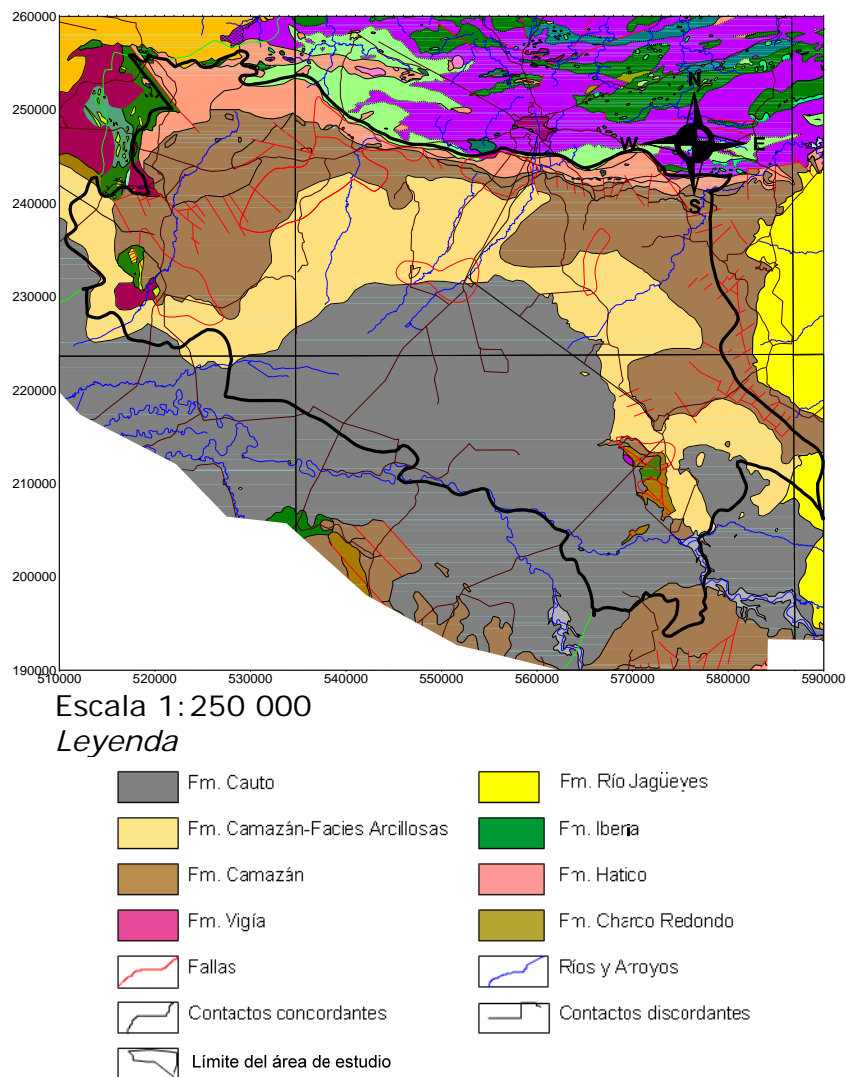 260000
N
250000
W E
S
240000
230000
220000
210000
200000
190000
510000 520000 530000 540000 550000 560000 570000 580000 590000
Escala 1:250 000
Leyenda
Fm. Cauto Fm. Río Jagüeyes
Fm. Camazán-Facies Arcillosas Fm. Iberia
Fm. Camazán Fm. Hatico
Fm. Vigía Fm. Charco Redondo
Fallas Ríos y Arroyos
Contactos concordantes Contactos discordantes
Límite del área de estudio